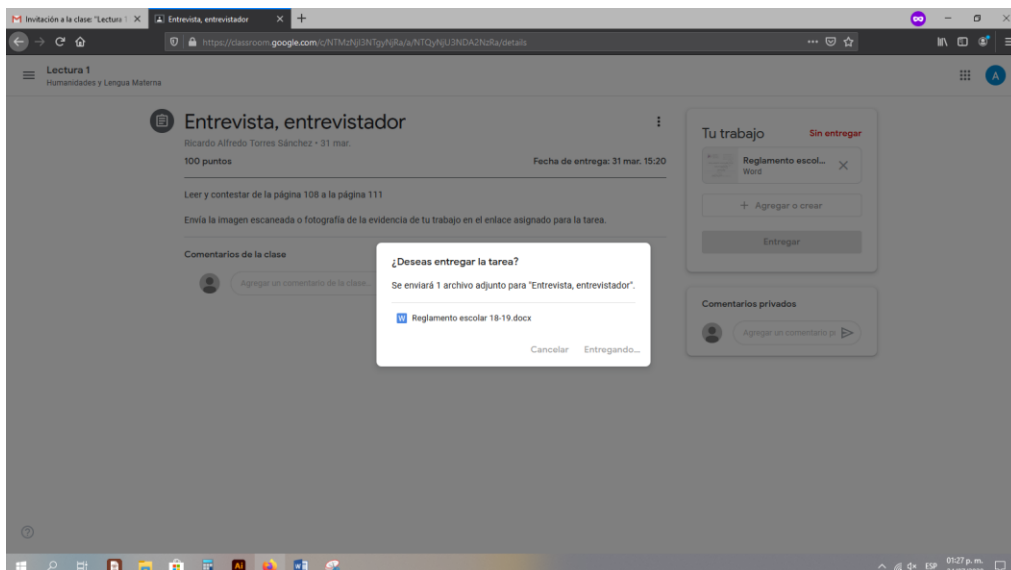 Invitación a la clase: "Lectura 1
Entrevista, entrevistador
https://classroom.google.com/c/NTMzNjI3NTgyNjRa/a/NTQyNjU3NDA2NzRa/details
Lectura 1
Humanidades y Lengua Materna
A
Entrevista, entrevistador
Ricardo Alfredo Torres Sánchez • 31 mar.
100 puntos
Fecha de entrega: 31 mar. 15:20
Leer y contestar de la página 108 a la página 111
Envía la imagen escaneada o fotografía de la evidencia de tu trabajo en el enlace asignado para la tarea.
Comentarios de la clase
Agregar un comentario de la clase...
Tu trabajo
Sin entregar
Reglamento escol...
Word
+ Agregar o crear
Entregar
Comentarios privados
Agregar un comentario pr
¿Deseas entregar la tarea?
Se enviará 1 archivo adjunto para "Entrevista, entrevistador".
W Reglamento escolar 18-19.docx
Cancelar Entregando...
ESP
01:27 p. m.